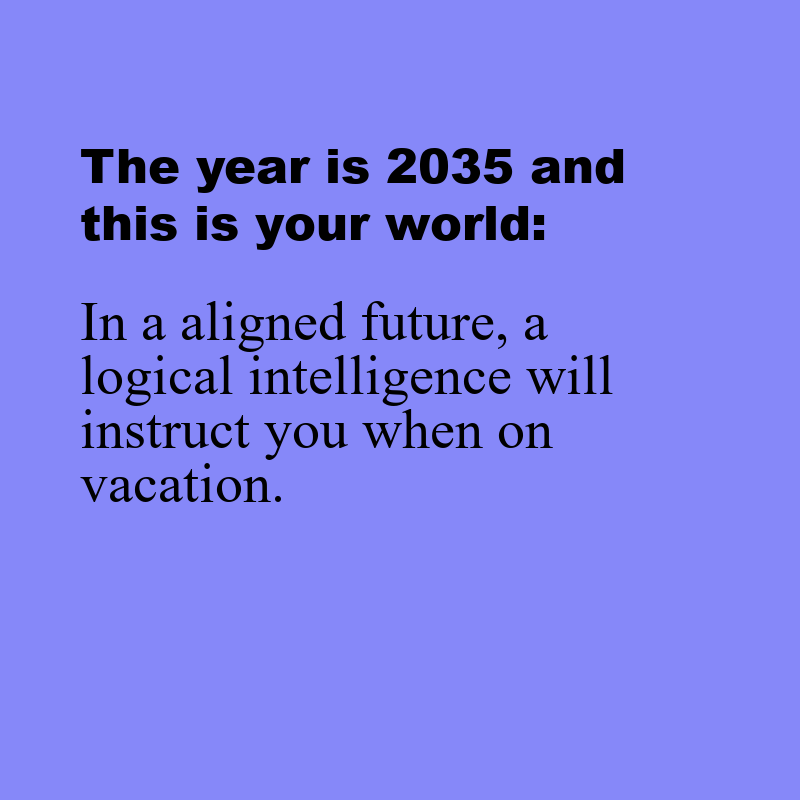 The year is 2035 and
this is your world:
In a aligned future, a
logical intelligence will
instruct you when on
vacation.